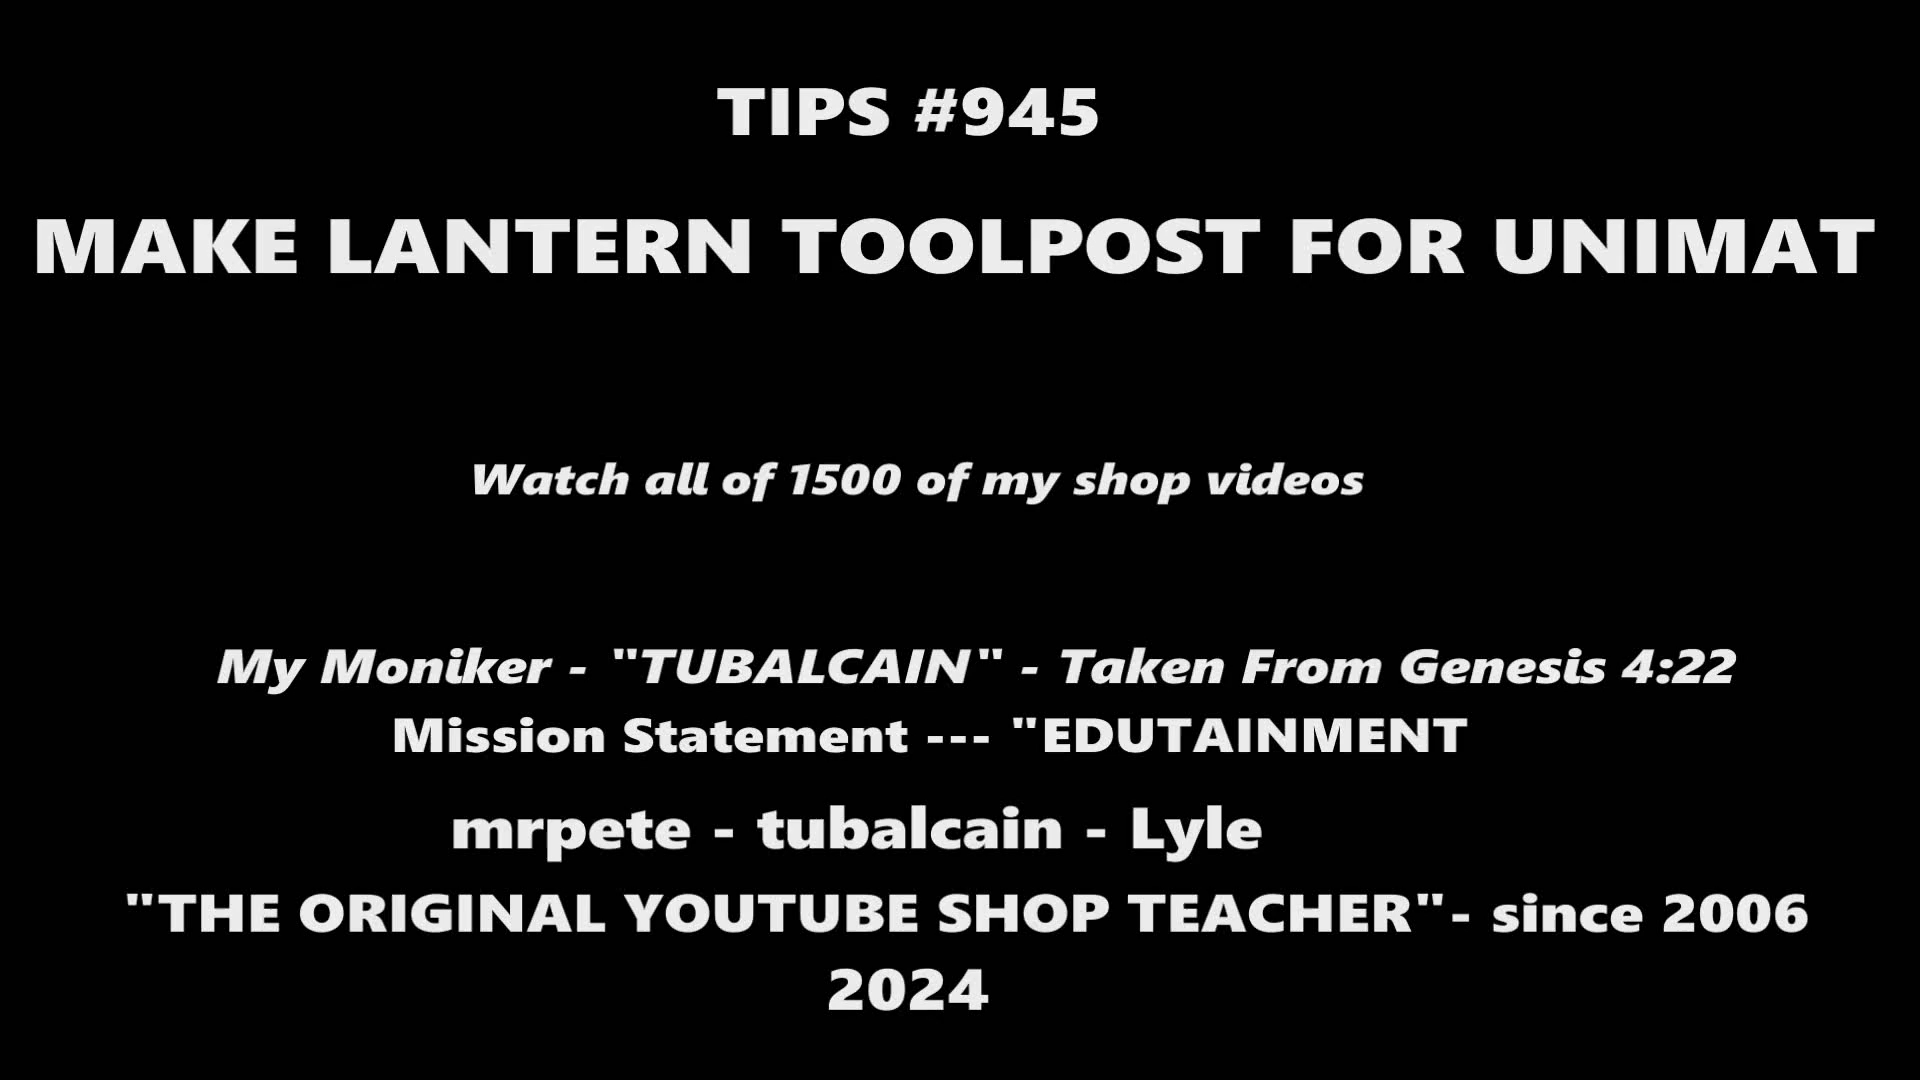 TIPS #945
MAKE LANTERN TOOLPOST FOR UNIMAT
Watch all of 1500 of my shop videos
My Moniker - "TUBALCAIN" - Taken From Genesis 4:22
Mission Statement --- "EDUTAINMENT
mrpete - tubalcain - Lyle
"THE ORIGINAL YOUTUBE SHOP TEACHER"- since 2006
2024